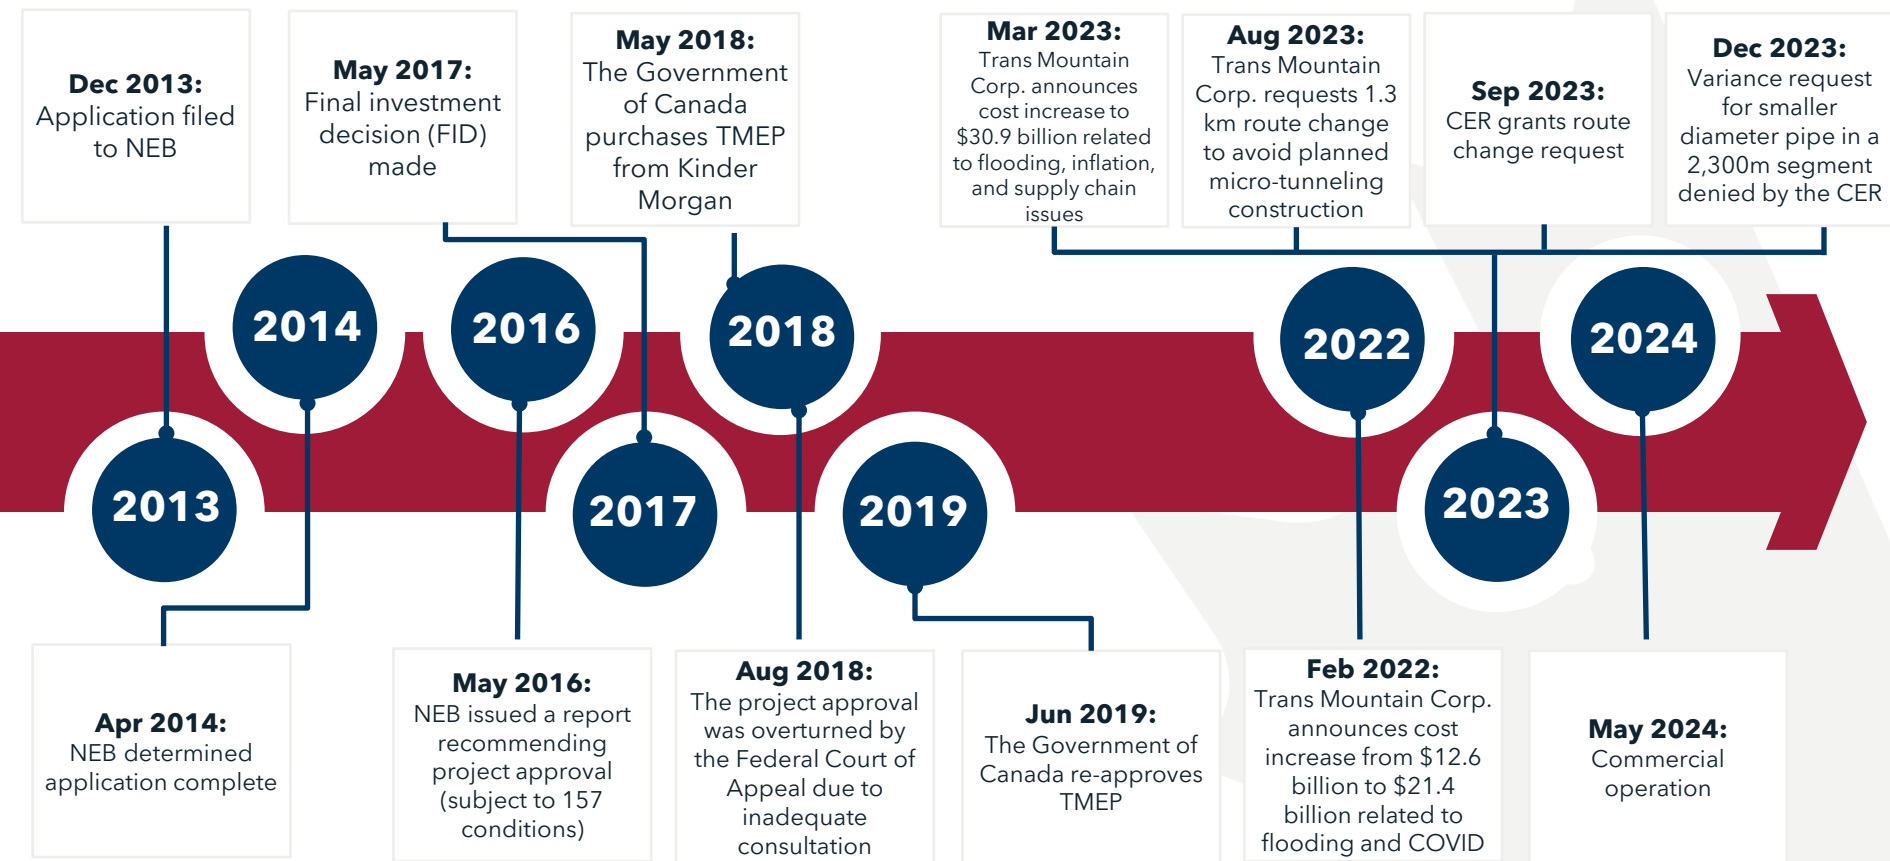 Dec 2013:
Application filed
to NEB
May 2017:
Final investment
decision (FID)
made
May 2018:
The Government
of Canada
purchases TMEP
from Kinder
Morgan
Mar 2023:
Trans Mountain
Corp. announces
cost increase to
$30.9 billion related
to flooding, inflation,
and supply chain
issues
Aug 2023:
Trans Mountain
Corp. requests 1.3
km route change
to avoid planned
micro-tunneling
construction
Sep 2023:
CER grants route
change request
Dec 2023:
Variance request
for smaller
diameter pipe in a
2,300m segment
denied by the CER
2014
2016
2018
2022
2024
2013
2017
2019
2023
Apr 2014:
NEB determined
application complete
May 2016:
NEB issued a report
recommending
project approval
(subject to 157
conditions)
Aug 2018:
The project approval
was overturned by
the Federal Court of
Appeal due to
inadequate
consultation
Jun 2019:
The Government of
Canada re-approves
TMEP
Feb 2022:
Trans Mountain Corp.
announces cost
increase from $12.6
billion to $21.4
billion related to
flooding and COVID
May 2024:
Commercial
operation